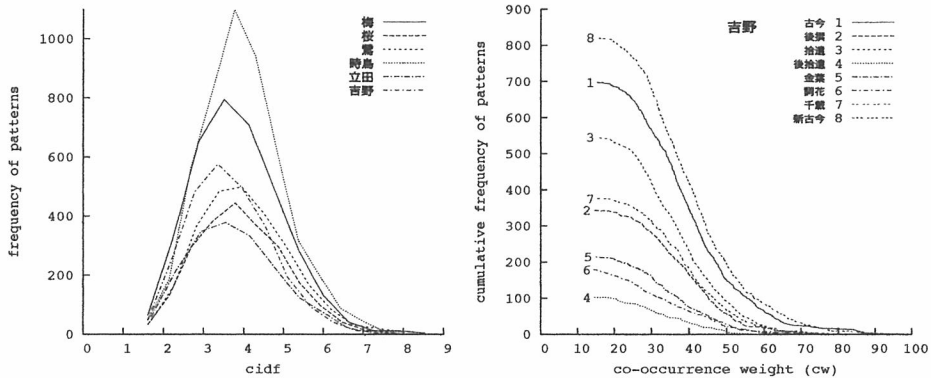 frequency of patterns
1000
800
600
400
200
0
0 1 2 3 4 5 6 7 8 9
cidf
梅
桜
鶯
時鳥
立田
吉野
cumulative frequency of patterns
900
800
700
600
500
400
300
200
100
0
0 10 20 30 40 50 60 70 80 90 100
co-occurrence weight (cw)
吉野
古今 1
後撰 2
拾遺 3
後拾遺 4
金葉 5
詞花 6
千載 7
新古今 8
8
1
3
7
2
5
6
4